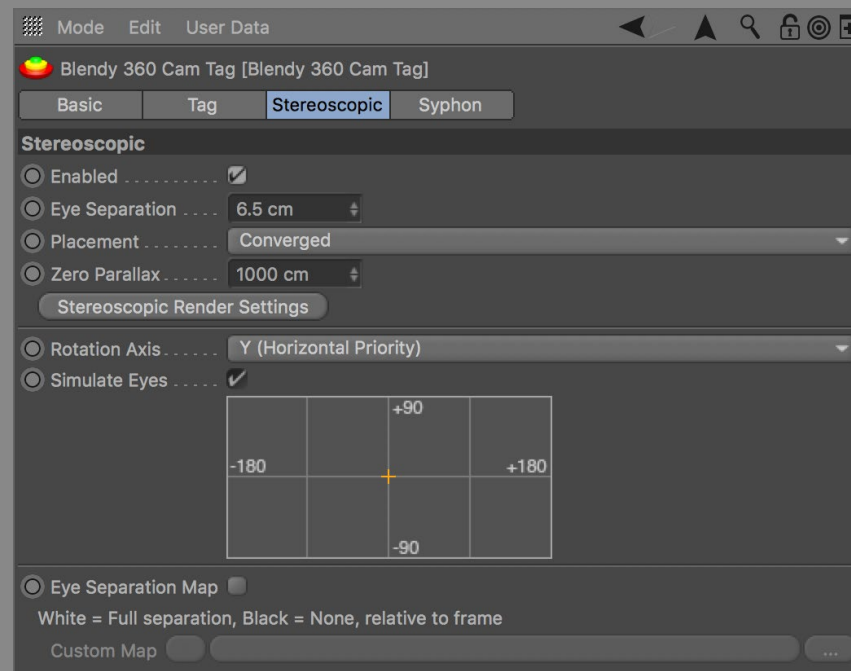 Mode Edit User Data
Blendy 360 Cam Tag [Blendy 360 Cam Tag]
Basic Tag Stereoscopic Syphon
Stereoscopic
Enabled . . . . . . . . . .
Eye Separation . . . . 6.5 cm
Placement . . . . . . . . Converged
Zero Parallax . . . . . . 1000 cm
Stereoscopic Render Settings
Rotation Axis . . . . . . Y (Horizontal Priority)
Simulate Eyes . . . . .
+90
-180 +180
-90
Eye Separation Map
White = Full separation, Black = None, relative to frame
Custom Map ...